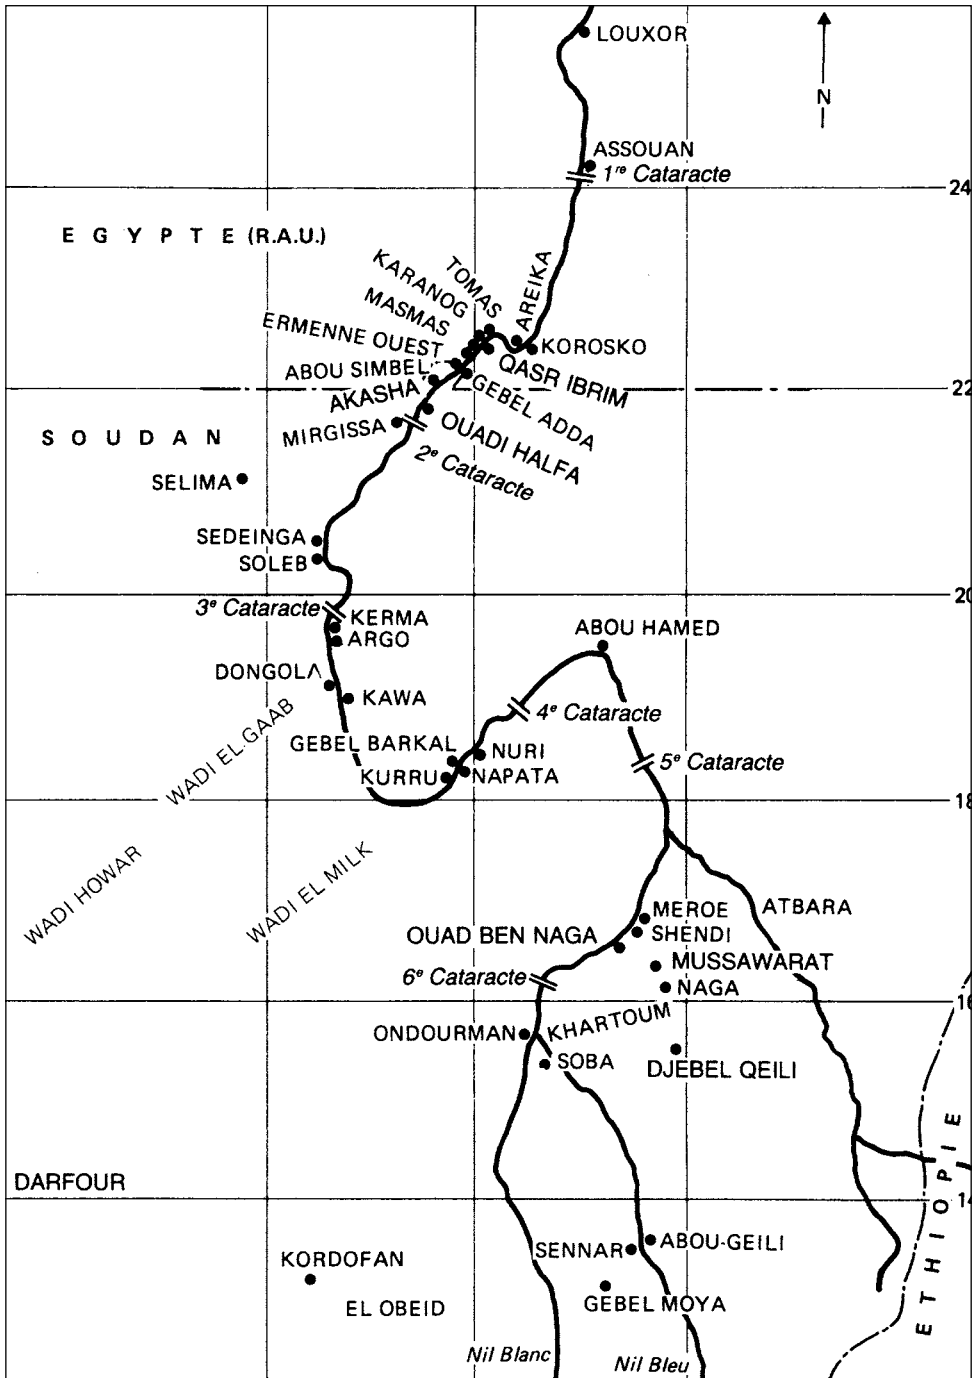 LOUXOR
N
ASSOUAN
1re Cataracte
24
EGYPTE (R.A.U.)
TOMAS
KARANOG
AREIKA
MASMAS
ERMENNE OUEST
KOROSKO
ABOU SIMBEL
QASR IBRIM
AKASHA
GEBEL ADDA
22
MIRGISSA
OUADI HALFA
SOUDAN
2e Cataracte
SELIMA
SEDEINGA
SOLEB
20
3e Cataracte
KERMA
ARGO
ABOU HAMED
DONGOLA
KAWA
4e Cataracte
WADI EL GAAB
GEBEL BARKAL
NURI
5e Cataracte
KURRU
NAPATA
18
WADI HOWAR
WADI EL MILK
MEROE
ATBARA
OUAD BEN NAGA
SHENDI
MUSSAWARAT
6e Cataracte
NAGA
16
KHARTOUM
ONDOURMAN
SOBA
DJEBEL QEILI
ETHIOPIE
DARFOUR
14
ABOU-GEILI
SENNAR
KORDOFAN
GEBEL MOYA
EL OBEID
Nil Blanc
Nil Bleu